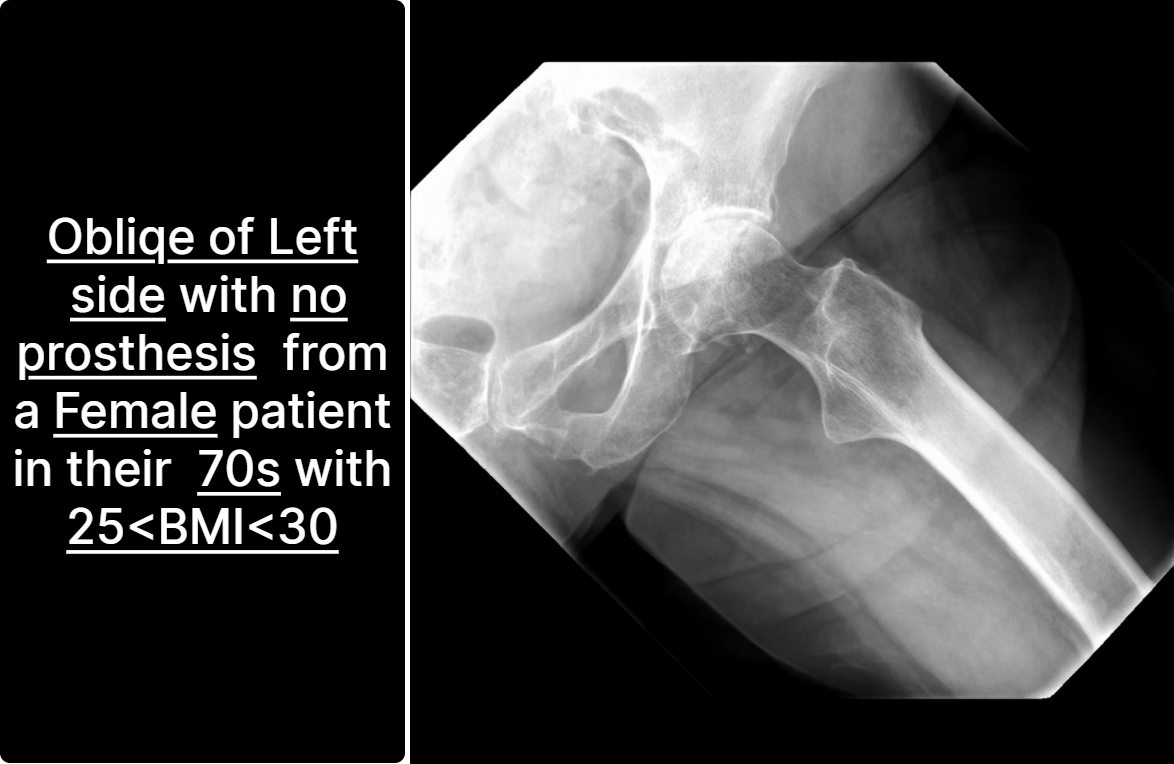 Obliqe of Left
side with no
prosthesis from
a Female patient
in their 70s with
25<BMI<30